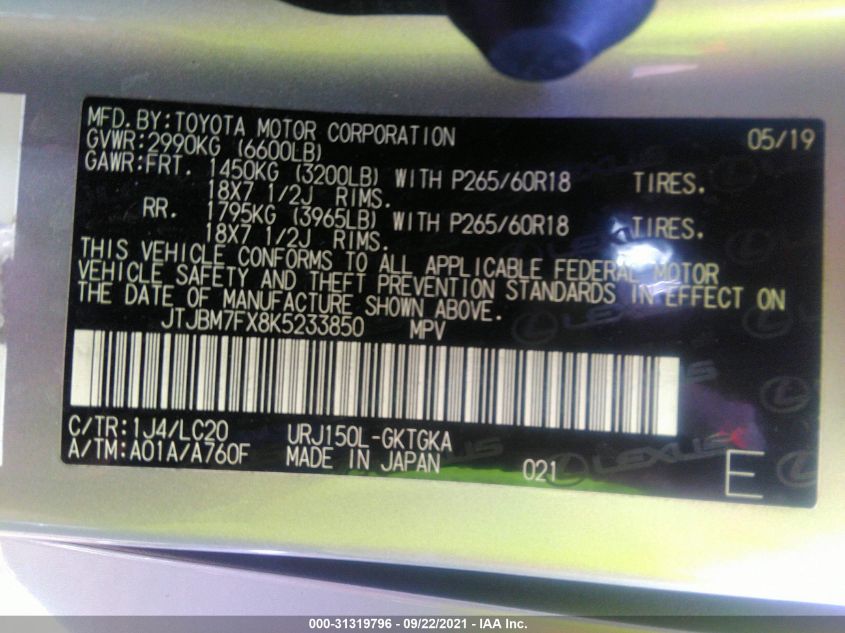 MFD. BY: TOYOTA MOTOR CORPORATION 05/19
GVWR: 2990KG (6600LB)
GAWR: FRT. 1450KG (3200LB) WITH P265/60R18 TIRES.
18X7 1/2J RIMS.
RR. 1795KG (3965LB) WITH P265/60R18 TIRES.
18X7 1/2J RIMS.
THIS VEHICLE CONFORMS TO ALL APPLICABLE FEDERAL MOTOR
VEHICLE SAFETY AND THEFT PREVENTION STANDARDS IN EFFECT ON
THE DATE OF MANUFACTURE SHOWN ABOVE.
JTJBM7FX8K5233850 MPV
C/TR: 1J4/LC20 URJ150L-GKTGKA
A/TM: A01A/A760F MADE IN JAPAN 021 E
LEXUS
000-31319796 - 09/22/2021 - IAA Inc.